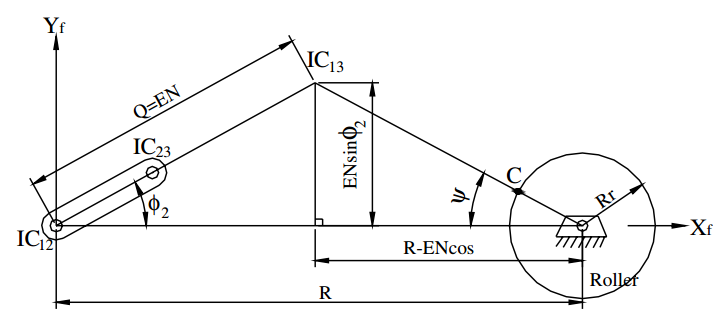 Yf
IC13
Q=EN
IC23
ENsinϕ2
ϕ2
ψ
C
Rr
IC12
Xf
R-ENcos
Roller
R